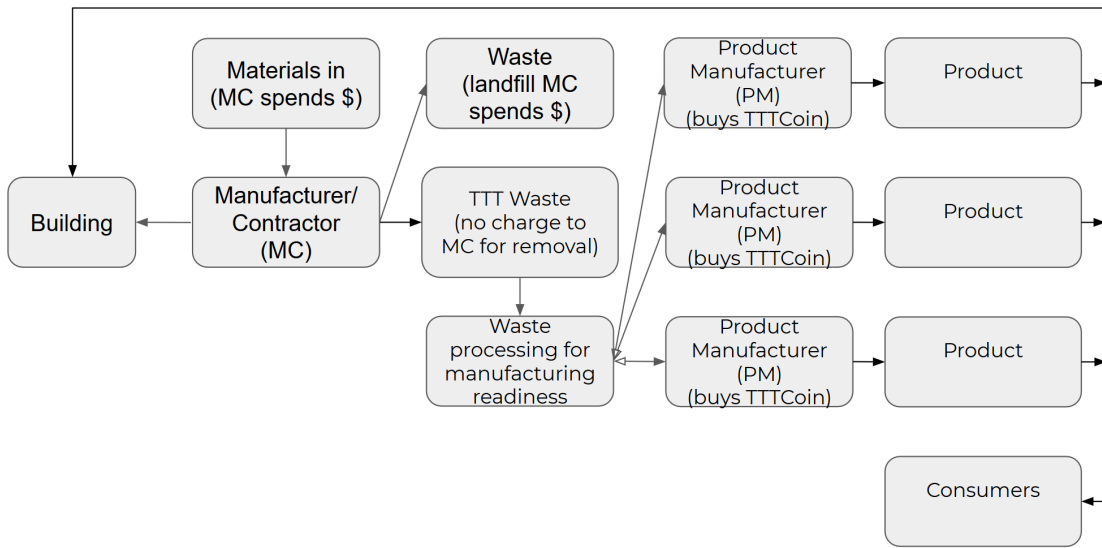 Materials in
(MC spends $)
Waste
(landfill MC
spends $)
Product
Manufacturer
(PM)
(buys TTTCoin)
Product
Building
Manufacturer/
Contractor
(MC)
TTT Waste
(no charge to
MC for removal)
Product
Manufacturer
(PM)
(buys TTTCoin)
Product
Waste
processing for
manufacturing
readiness
Product
Manufacturer
(PM)
(buys TTTCoin)
Product
Consumers